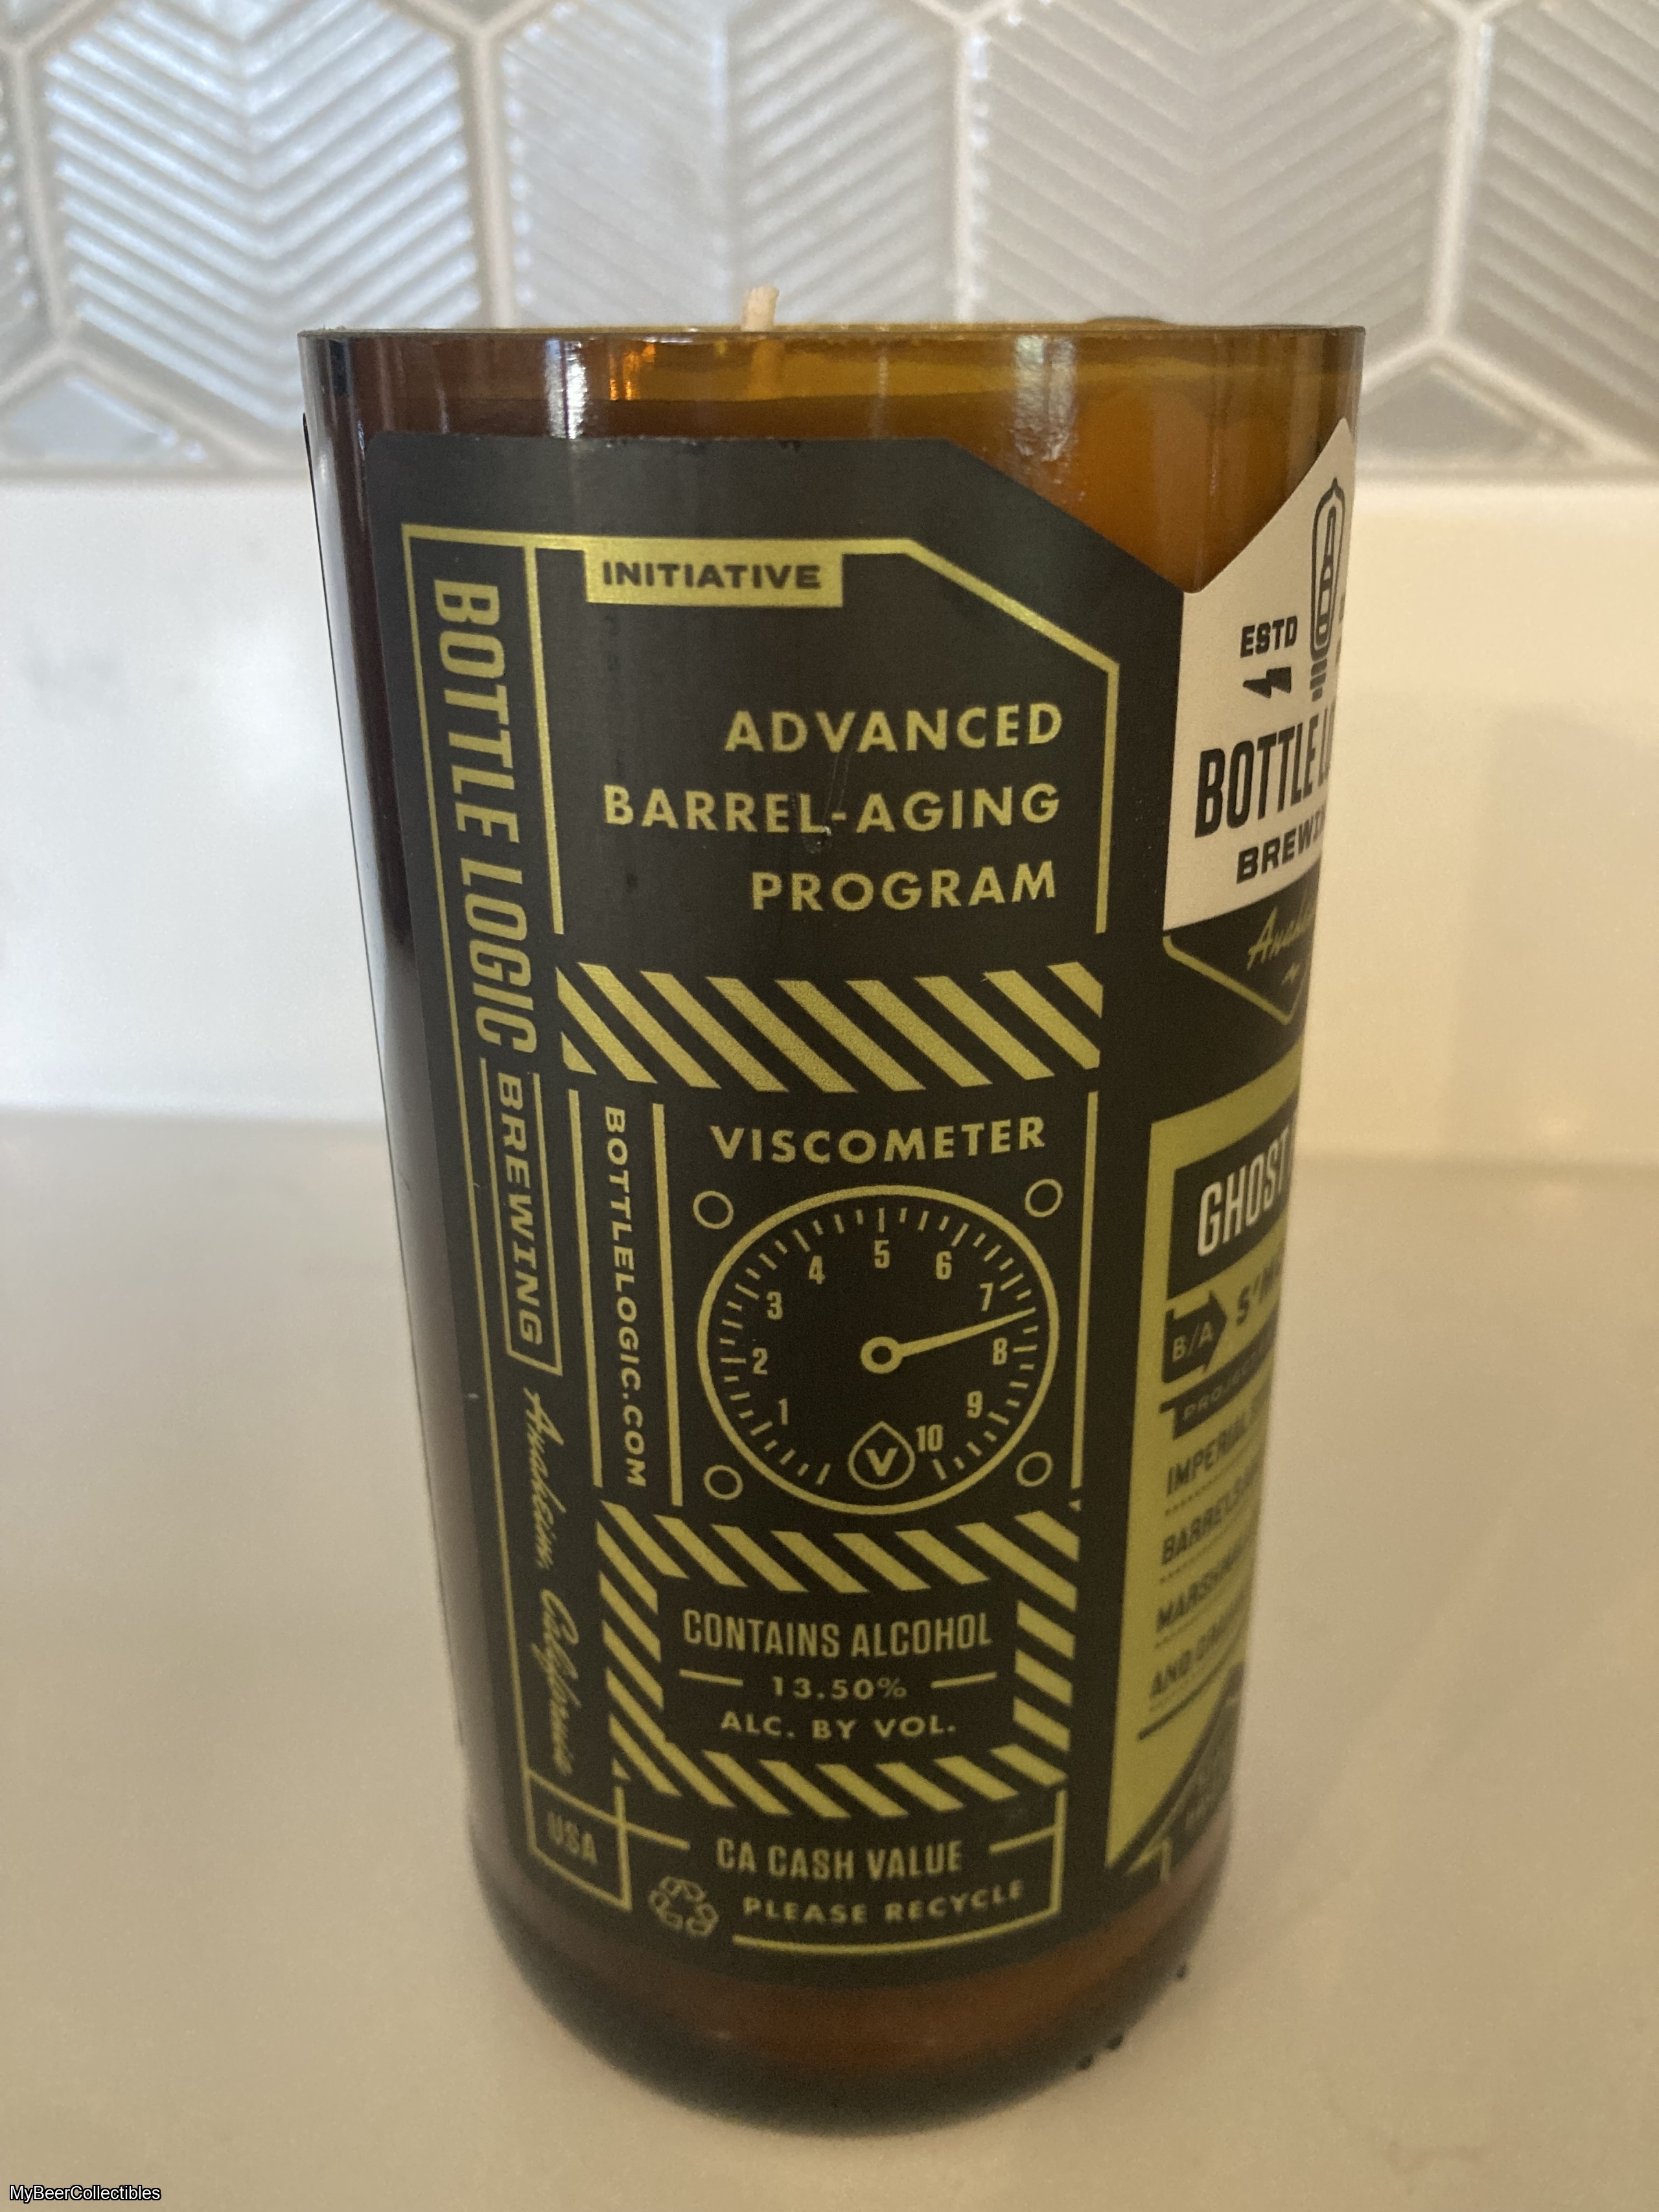 INITIATIVE
ADVANCED
BARREL-AGING
PROGRAM
BOTTLE LOGIC BREWING Anaheim, California
USA
BOTTLELOGIC.COM
VISCOMETER
1
2
3
4
5
6
7
8
9
10
V
CONTAINS ALCOHOL
13.50%
ALC. BY VOL.
CA CASH VALUE
PLEASE RECYCLE
ESTD
BOTTLE
GHOST
B/A
MyBeerCollectibles